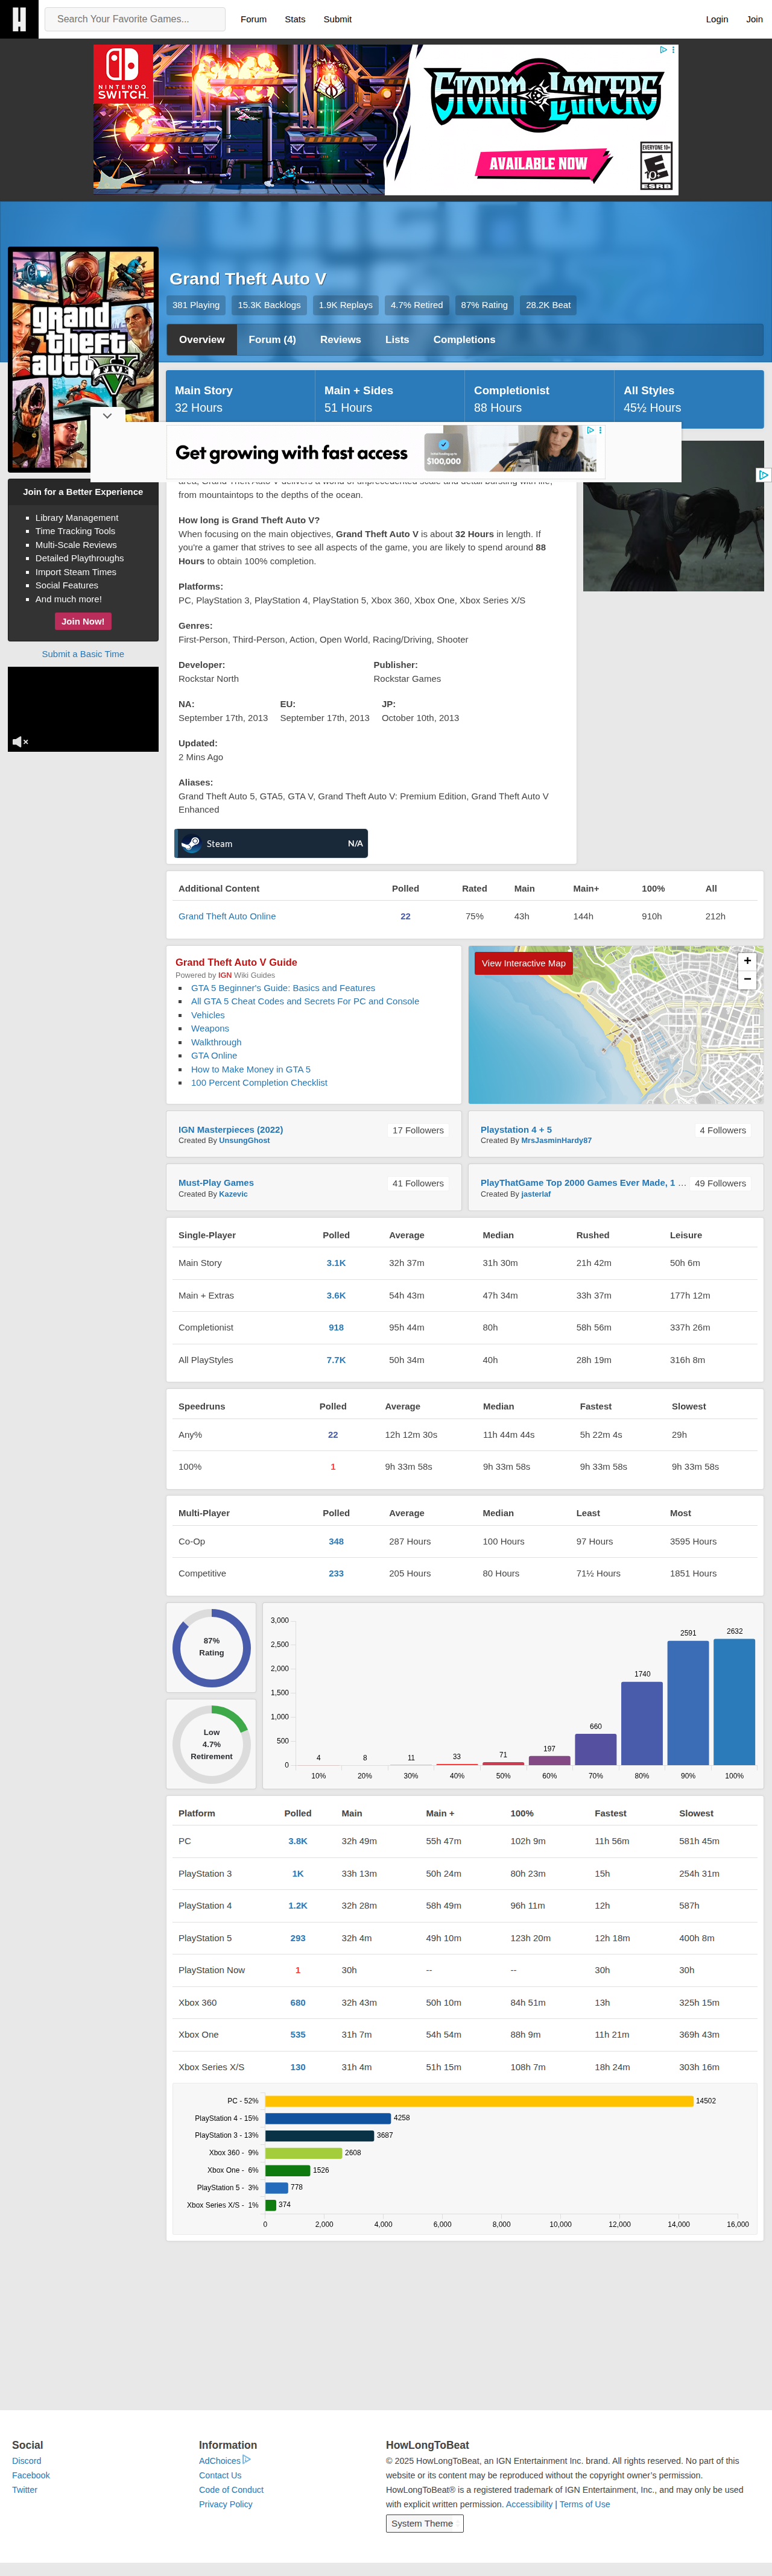 Search Your Favorite Games...
Forum
Stats
Submit
Login
Join
NINTENDO
SWITCH
STORM LANCERS
AVAILABLE NOW
EVERYONE 10+
ESRB
Grand Theft Auto V
381 Playing
15.3K Backlogs
1.9K Replays
4.7% Retired
87% Rating
28.2K Beat
Overview
Forum (4)
Reviews
Lists
Completions
grand
theft
auto
FIVE
Main Story
32 Hours
Main + Sides
51 Hours
Completionist
88 Hours
All Styles
45½ Hours
Get growing with fast access
$100,000
Join for a Better Experience
Library Management
Time Tracking Tools
Multi-Scale Reviews
Detailed Playthroughs
Import Steam Times
Social Features
And much more!
Join Now!
Submit a Basic Time
area, Grand Theft Auto V delivers a world of unprecedented scale and detail bursting with life,
from mountaintops to the depths of the ocean.
How long is Grand Theft Auto V?
When focusing on the main objectives, Grand Theft Auto V is about 32 Hours in length. If
you're a gamer that strives to see all aspects of the game, you are likely to spend around 88
Hours to obtain 100% completion.
Platforms:
PC, PlayStation 3, PlayStation 4, PlayStation 5, Xbox 360, Xbox One, Xbox Series X/S
Genres:
First-Person, Third-Person, Action, Open World, Racing/Driving, Shooter
Developer:
Rockstar North
Publisher:
Rockstar Games
NA:
September 17th, 2013
EU:
September 17th, 2013
JP:
October 10th, 2013
Updated:
2 Mins Ago
Aliases:
Grand Theft Auto 5, GTA5, GTA V, Grand Theft Auto V: Premium Edition, Grand Theft Auto V
Enhanced
Steam N/A
Additional Content Polled Rated Main Main+ 100% All
Grand Theft Auto Online 22 75% 43h 144h 910h 212h
Grand Theft Auto V Guide
Powered by IGN Wiki Guides
GTA 5 Beginner's Guide: Basics and Features
All GTA 5 Cheat Codes and Secrets For PC and Console
Vehicles
Weapons
Walkthrough
GTA Online
How to Make Money in GTA 5
100 Percent Completion Checklist
View Interactive Map
+
−
IGN Masterpieces (2022)
Created By UnsungGhost
17 Followers
Playstation 4 + 5
Created By MrsJasminHardy87
4 Followers
Must-Play Games
Created By Kazevic
41 Followers
PlayThatGame Top 2000 Games Ever Made, 1 ...
Created By jasterlaf
49 Followers
Single-Player Polled Average Median Rushed Leisure
Main Story 3.1K 32h 37m 31h 30m 21h 42m 50h 6m
Main + Extras 3.6K 54h 43m 47h 34m 33h 37m 177h 12m
Completionist 918 95h 44m 80h 58h 56m 337h 26m
All PlayStyles 7.7K 50h 34m 40h 28h 19m 316h 8m
Speedruns Polled Average Median Fastest Slowest
Any% 22 12h 12m 30s 11h 44m 44s 5h 22m 4s 29h
100% 1 9h 33m 58s 9h 33m 58s 9h 33m 58s 9h 33m 58s
Multi-Player Polled Average Median Least Most
Co-Op 348 287 Hours 100 Hours 97 Hours 3595 Hours
Competitive 233 205 Hours 80 Hours 71½ Hours 1851 Hours
87%
Rating
Low
4.7%
Retirement
3,000
2,500
2,000
1,500
1,000
500
0
4 8 11 33 71 197 660 1740 2591 2632
10% 20% 30% 40% 50% 60% 70% 80% 90% 100%
Platform Polled Main Main + 100% Fastest Slowest
PC 3.8K 32h 49m 55h 47m 102h 9m 11h 56m 581h 45m
PlayStation 3 1K 33h 13m 50h 24m 80h 23m 15h 254h 31m
PlayStation 4 1.2K 32h 28m 58h 49m 96h 11m 12h 587h
PlayStation 5 293 32h 4m 49h 10m 123h 20m 12h 18m 400h 8m
PlayStation Now 1 30h -- -- 30h 30h
Xbox 360 680 32h 43m 50h 10m 84h 51m 13h 325h 15m
Xbox One 535 31h 7m 54h 54m 88h 9m 11h 21m 369h 43m
Xbox Series X/S 130 31h 4m 51h 15m 108h 7m 18h 24m 303h 16m
PC - 52% 14502
PlayStation 4 - 15% 4258
PlayStation 3 - 13% 3687
Xbox 360 - 9% 2608
Xbox One - 6% 1526
PlayStation 5 - 3% 778
Xbox Series X/S - 1% 374
0 2,000 4,000 6,000 8,000 10,000 12,000 14,000 16,000
Social
Discord
Facebook
Twitter
Information
AdChoices
Contact Us
Code of Conduct
Privacy Policy
HowLongToBeat
© 2025 HowLongToBeat, an IGN Entertainment Inc. brand. All rights reserved. No part of this
website or its content may be reproduced without the copyright owner's permission.
HowLongToBeat® is a registered trademark of IGN Entertainment, Inc., and may only be used
with explicit written permission. Accessibility | Terms of Use
System Theme